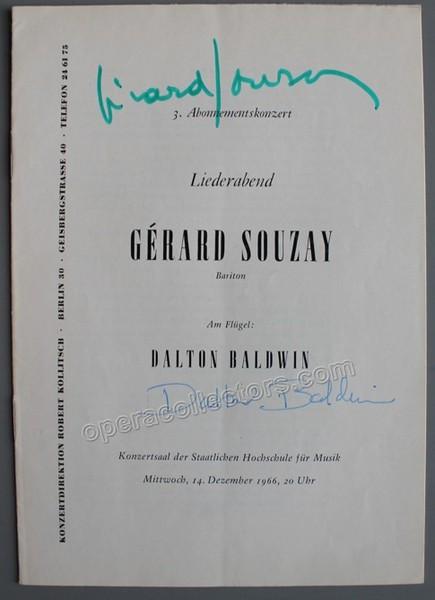 Gérard Souzay
3. Abonnementskonzert
Liederabend
GÉRARD SOUZAY
Bariton
Am Flügel:
DALTON BALDWIN
Dalton Baldwin
operacollectors.com
Konzertsaal der Staatlichen Hochschule für Musik
Mittwoch, 14. Dezember 1966, 20 Uhr
KONZERTDIREKTION ROBERT KOLLITSCH · BERLIN 30 · GEISBERGSTRASSE 40 · TELEFON 24 61 75